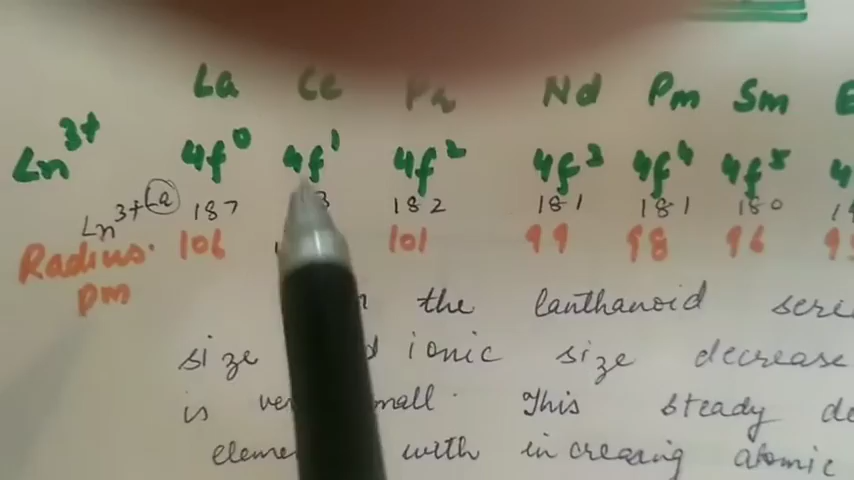 La Ce Pr Nd Pm Sm
Ln³⁺ 4f⁰ 4f¹ 4f² 4f³ 4f⁴ 4f⁵
Ln³⁺ La 187 182 181 181 180
Radius. 106 101 99 98 96
pm
the lanthanoid
size ionic size decrease
is This steady
with increasing atomic